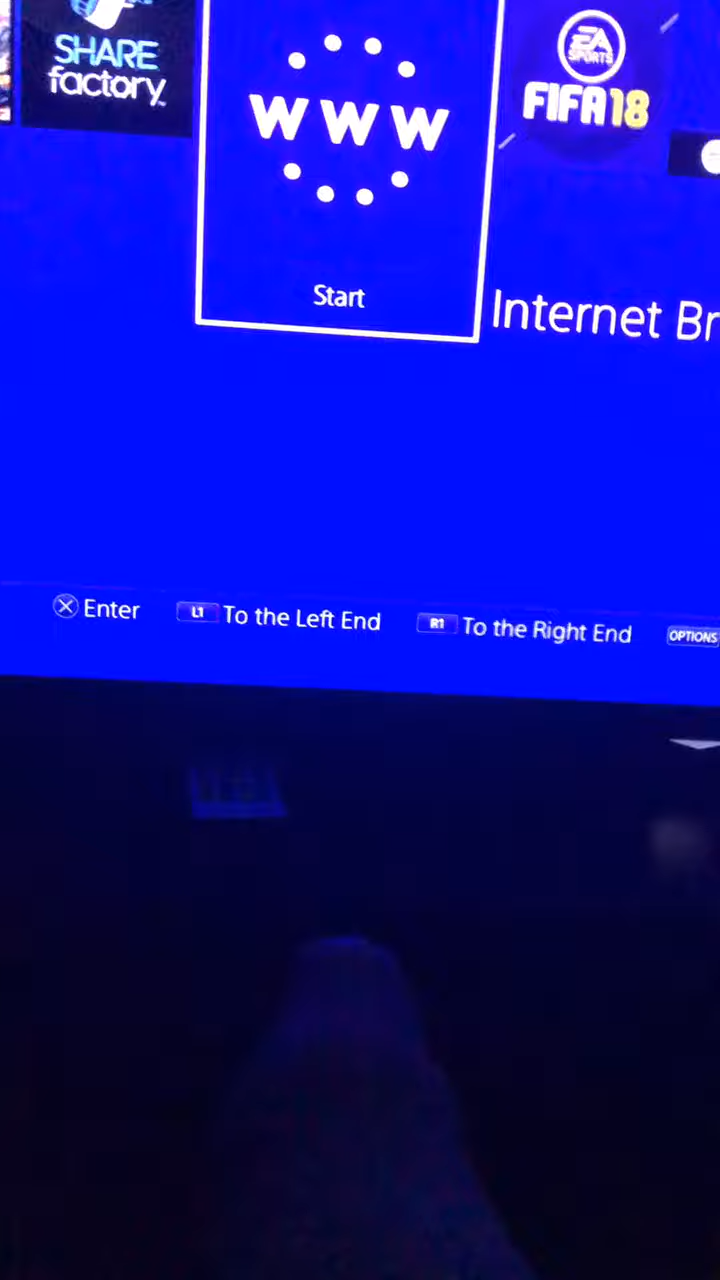 SHARE
factory
WWW
EA
SPORTS
FIFA18
Start
Internet Br
Enter
L1 To the Left End
R1 To the Right End
OPTIONS